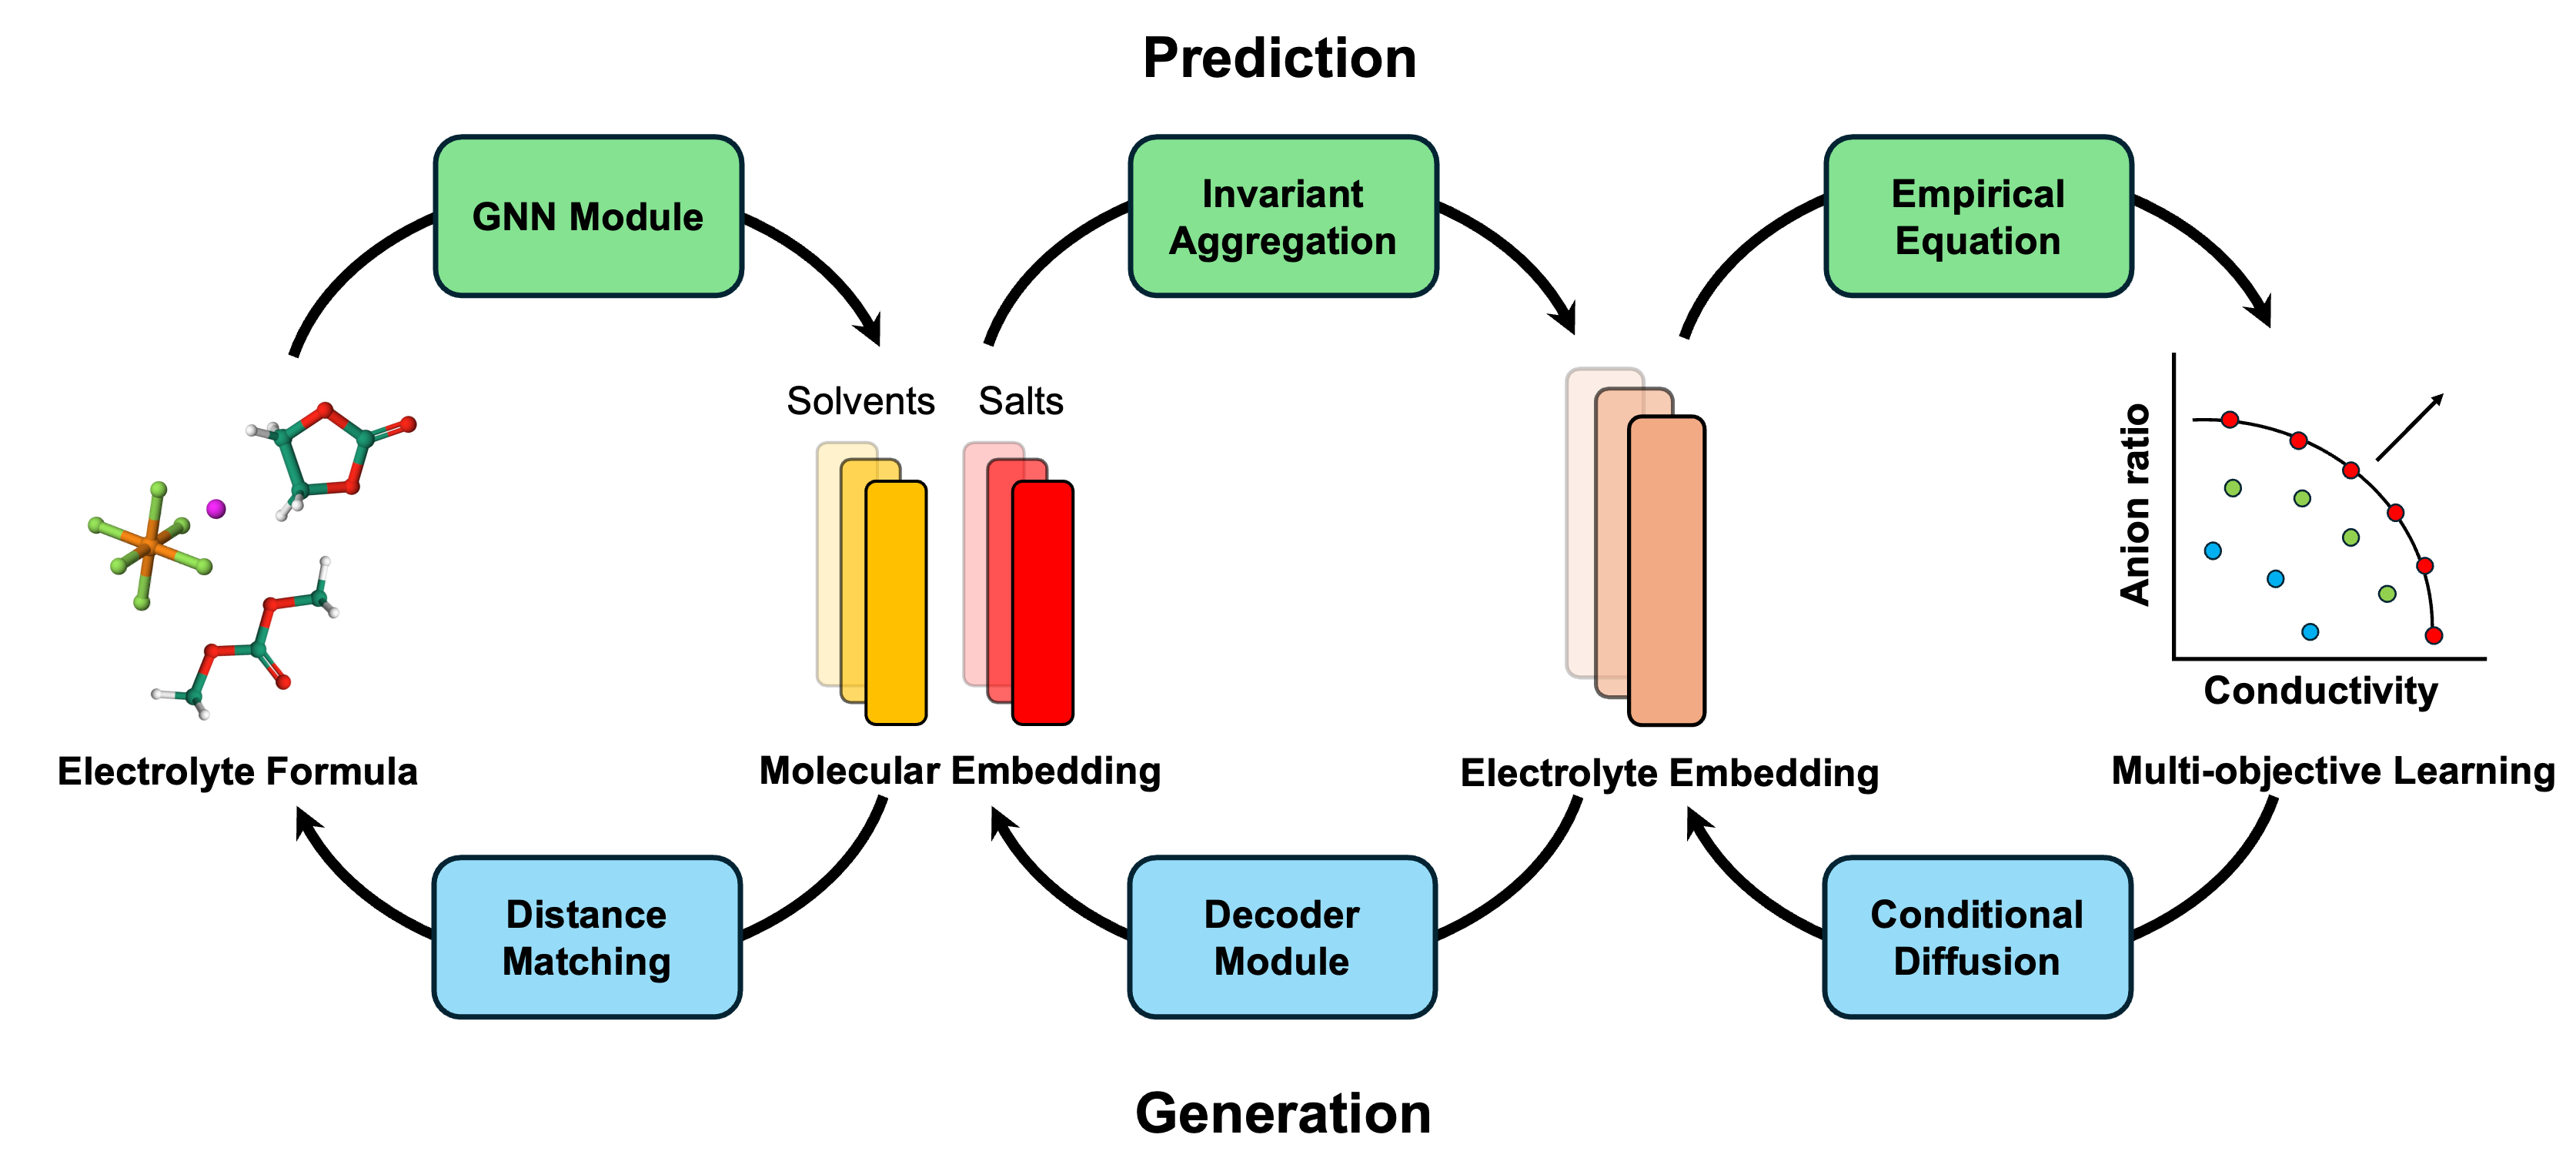 Prediction
GNN Module
Invariant
Aggregation
Empirical
Equation
Solvents
Salts
Anion ratio
Conductivity
Electrolyte Formula
Molecular Embedding
Electrolyte Embedding
Multi-objective Learning
Distance
Matching
Decoder
Module
Conditional
Diffusion
Generation